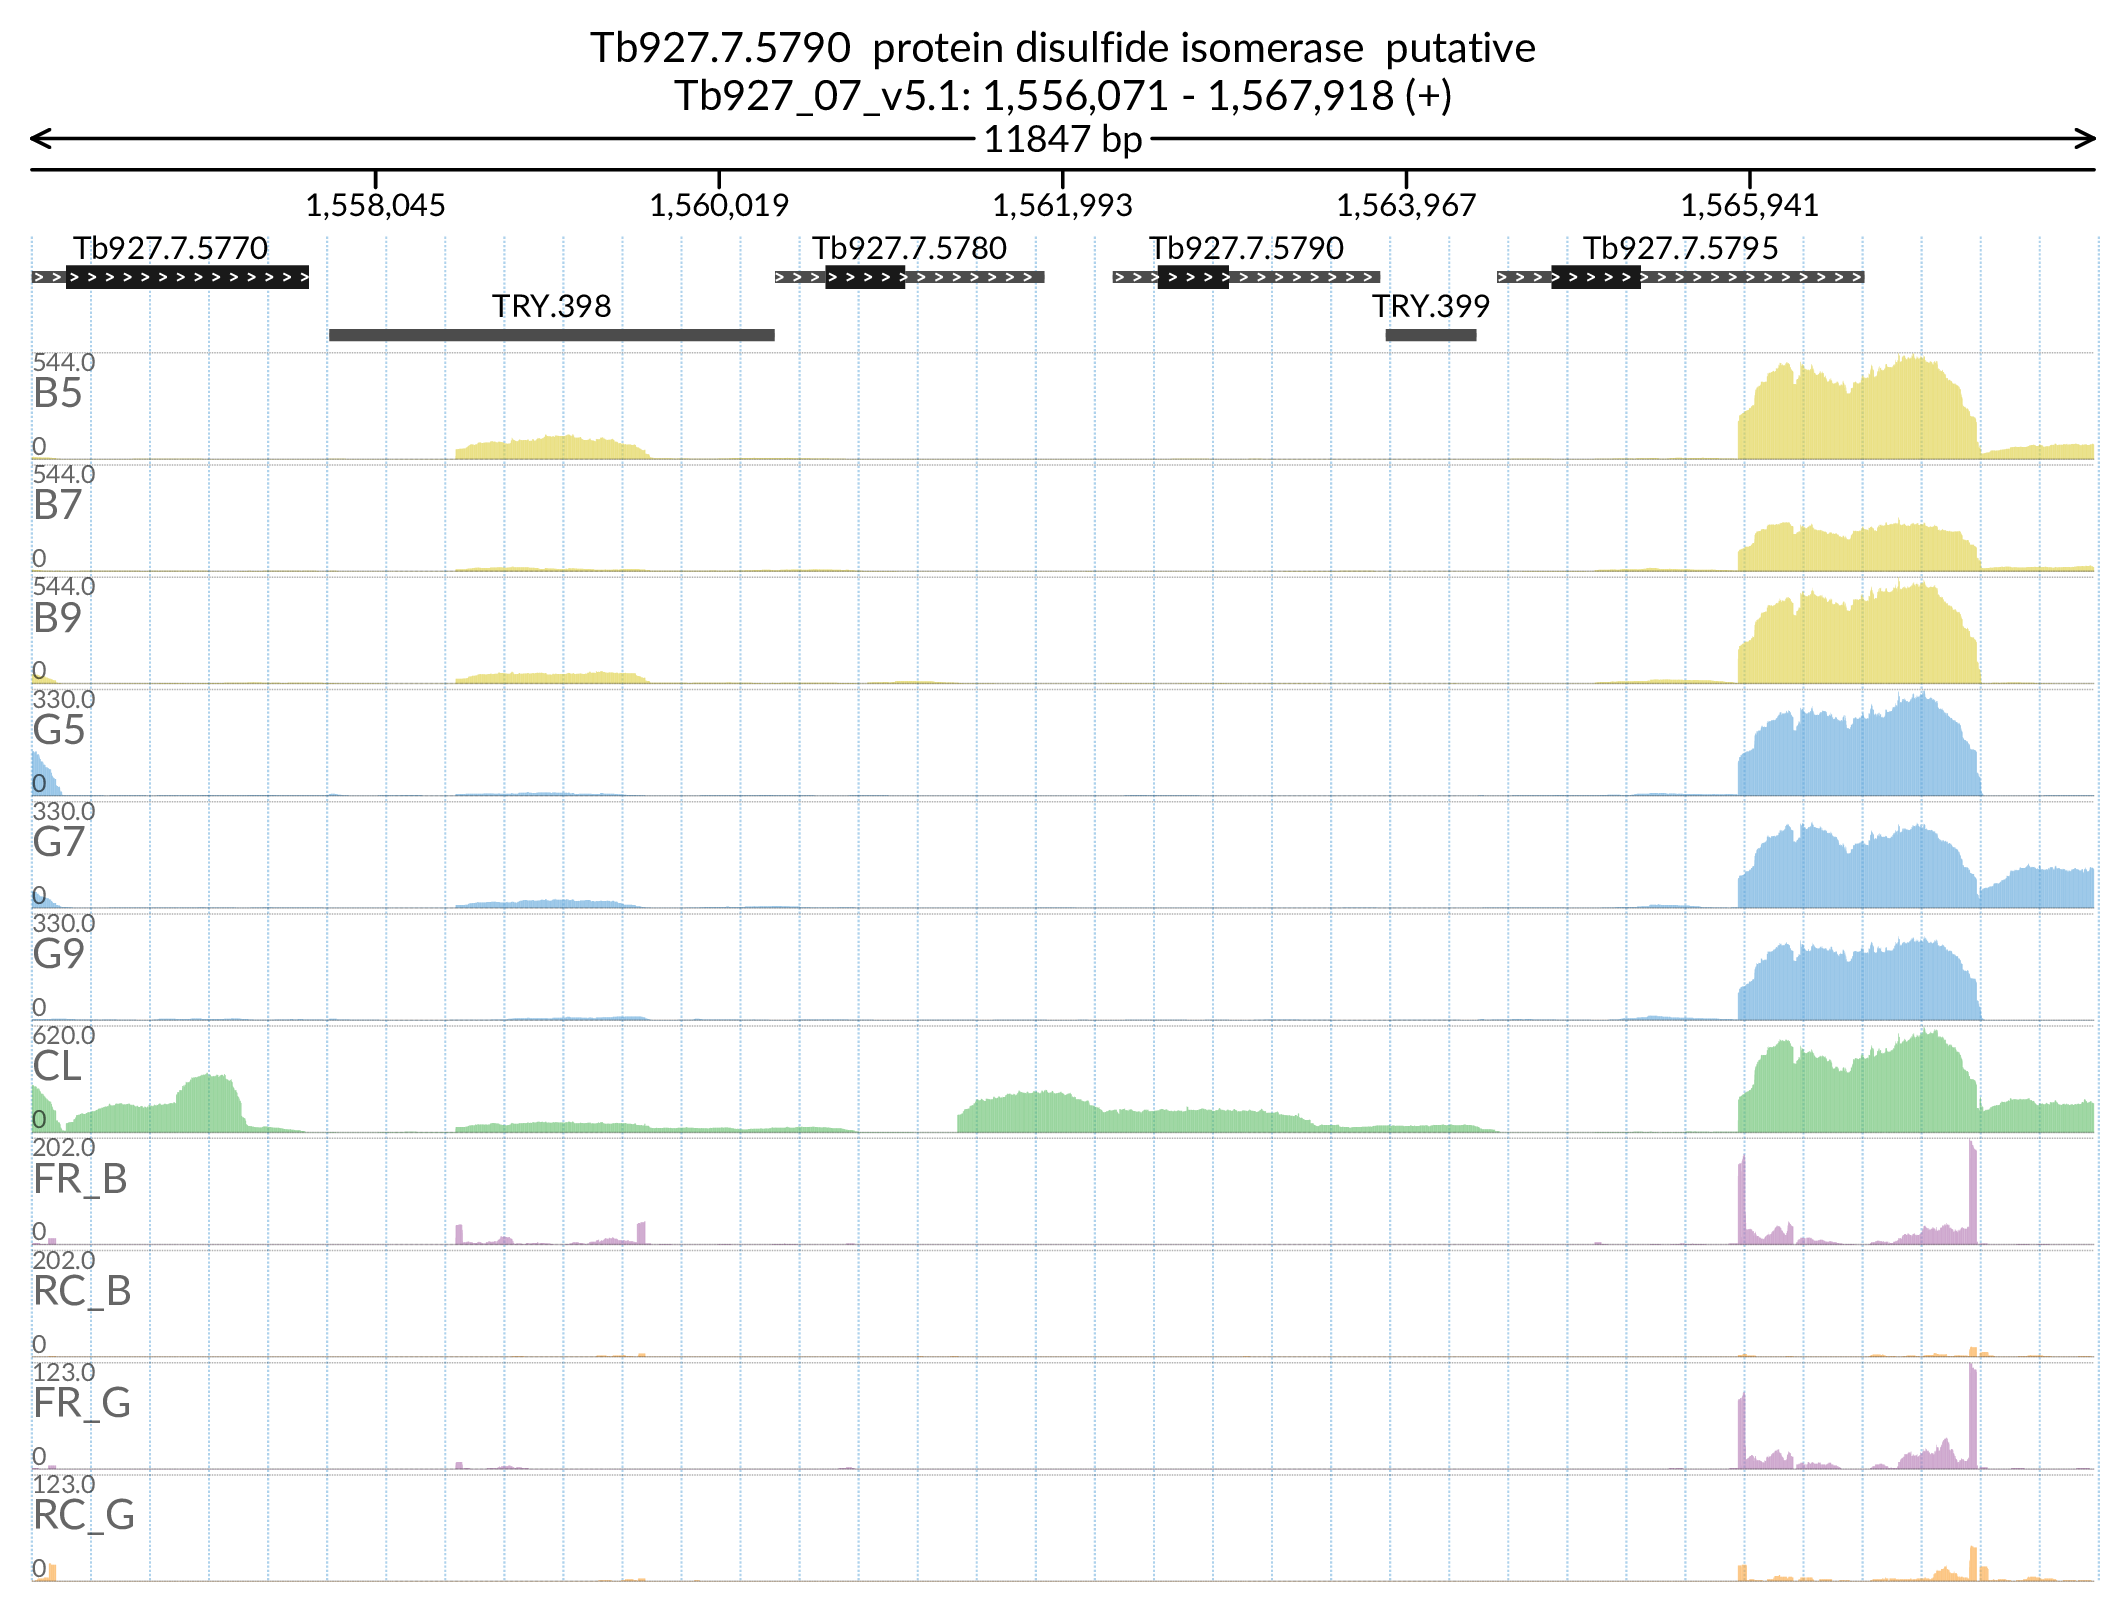 Tb927.7.5790 protein disulfide isomerase putative
Tb927_07_v5.1: 1,556,071 - 1,567,918 (+)
11847 bp
1,558,045 1,560,019 1,561,993 1,563,967 1,565,941
Tb927.7.5770 Tb927.7.5780 Tb927.7.5790 Tb927.7.5795
TRY.398 TRY.399
544.0
B5
0
544.0
B7
0
544.0
B9
0
330.0
G5
0
330.0
G7
0
330.0
G9
0
620.0
CL
0
202.0
FR_B
0
202.0
RC_B
0
123.0
FR_G
0
123.0
RC_G
0